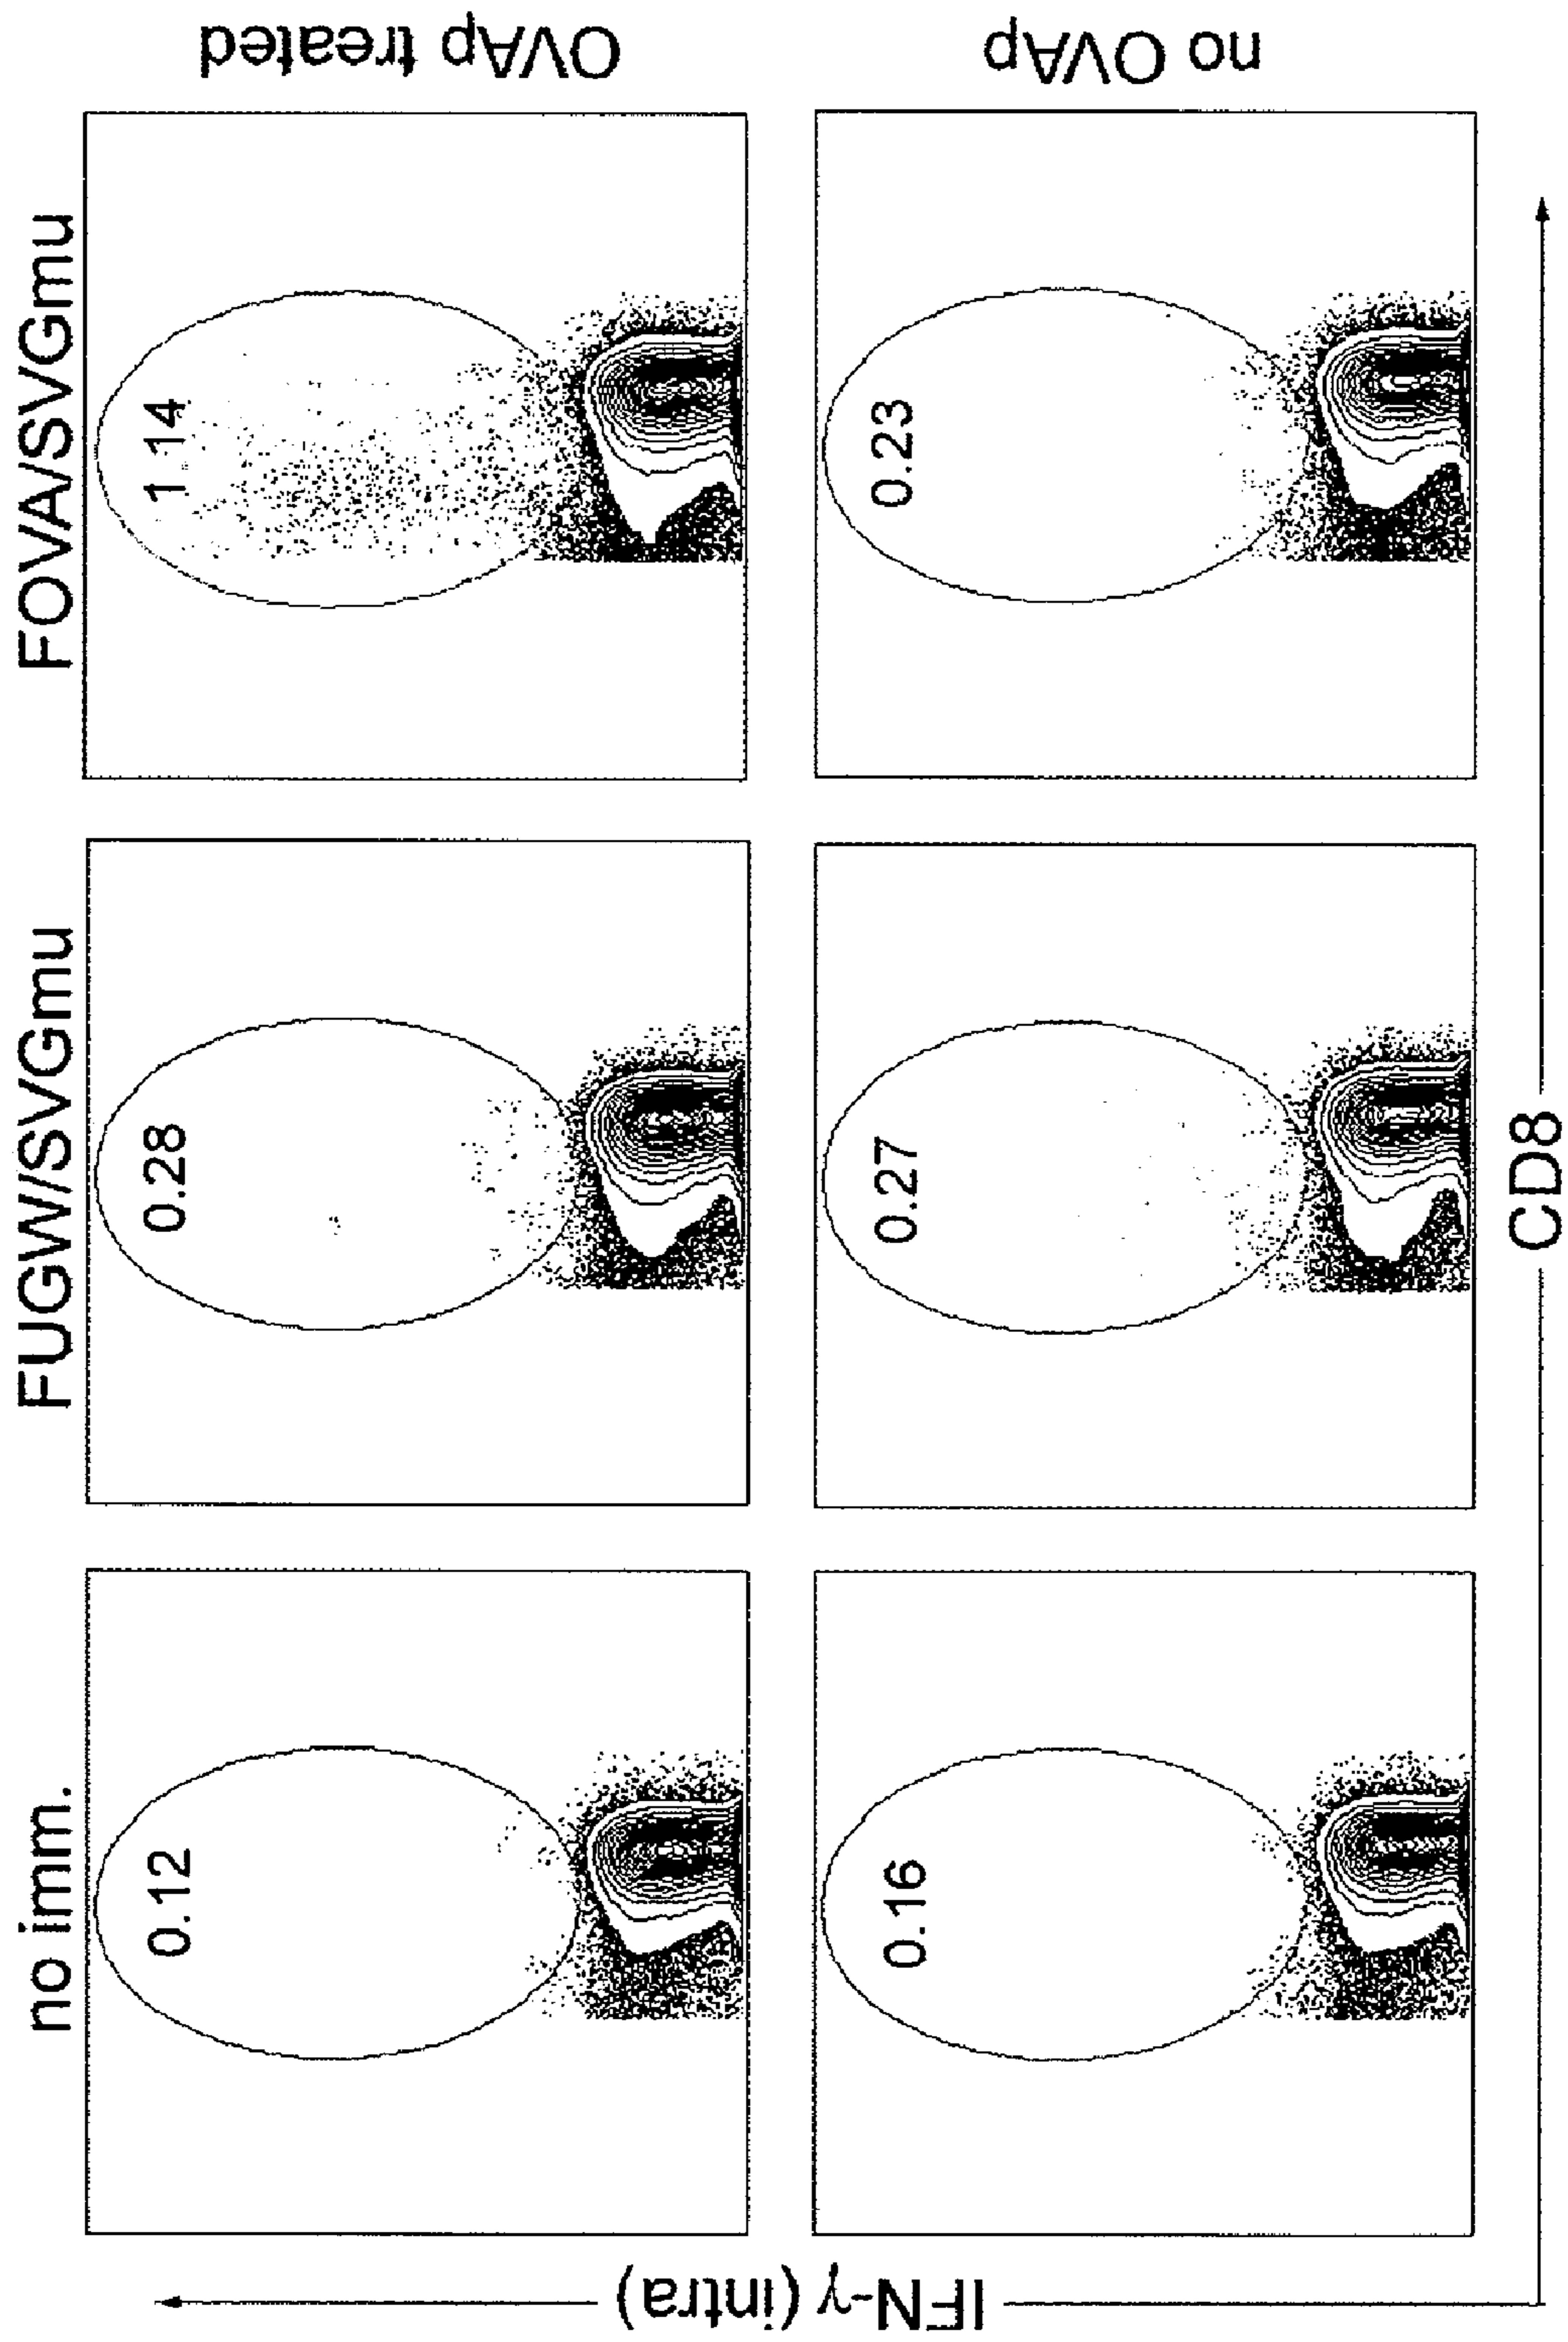 no imm.
FUGW/SVGmu
FOVA/SVGmu
0.12
0.28
1.14
OVAp treated
0.16
0.27
0.23
no OVAp
IFN-γ (intra)
CD8